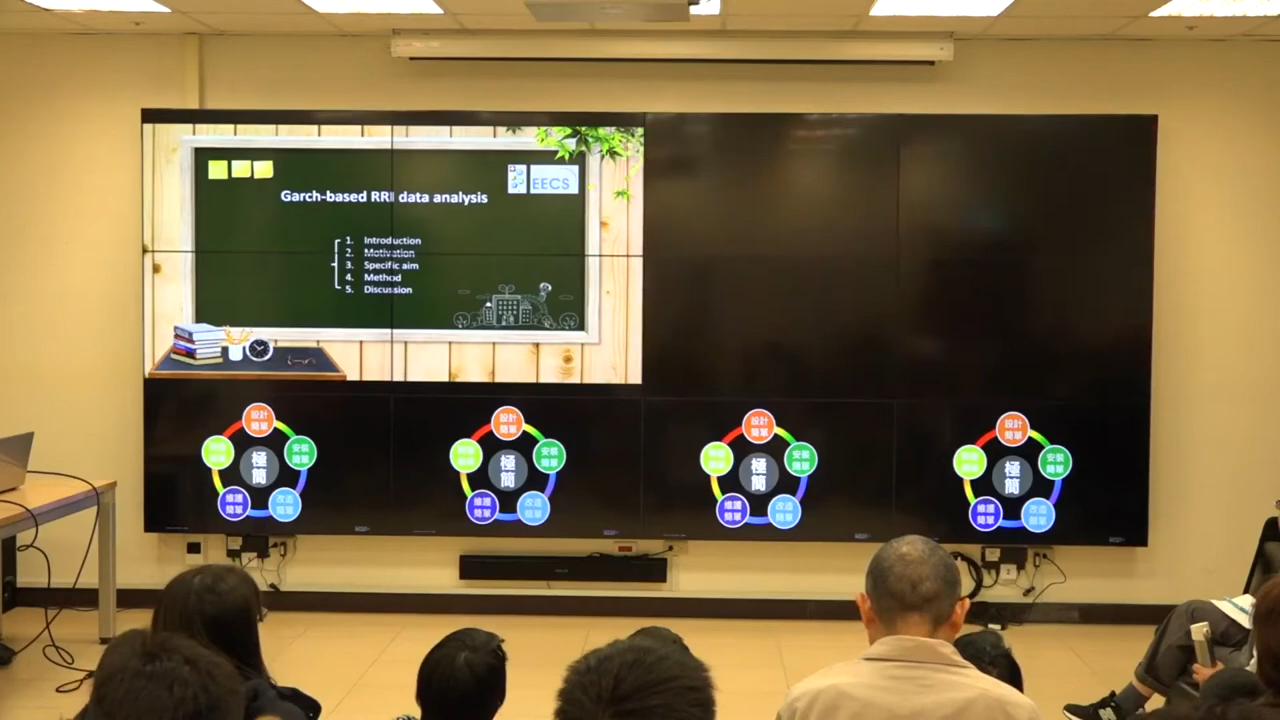 EECS
Garch-based RRI data analysis
1. Introduction
2. Motivation
3. Specific aim
4. Method
5. Discussion
設計
簡單
安裝
簡單
極
簡
維護
簡單
改造
簡單
設計
簡單
安裝
簡單
極
簡
維護
簡單
改造
簡單
設計
簡單
安裝
簡單
極
簡
維護
簡單
改造
簡單
設計
簡單
安裝
簡單
極
簡
維護
簡單
改造
簡單